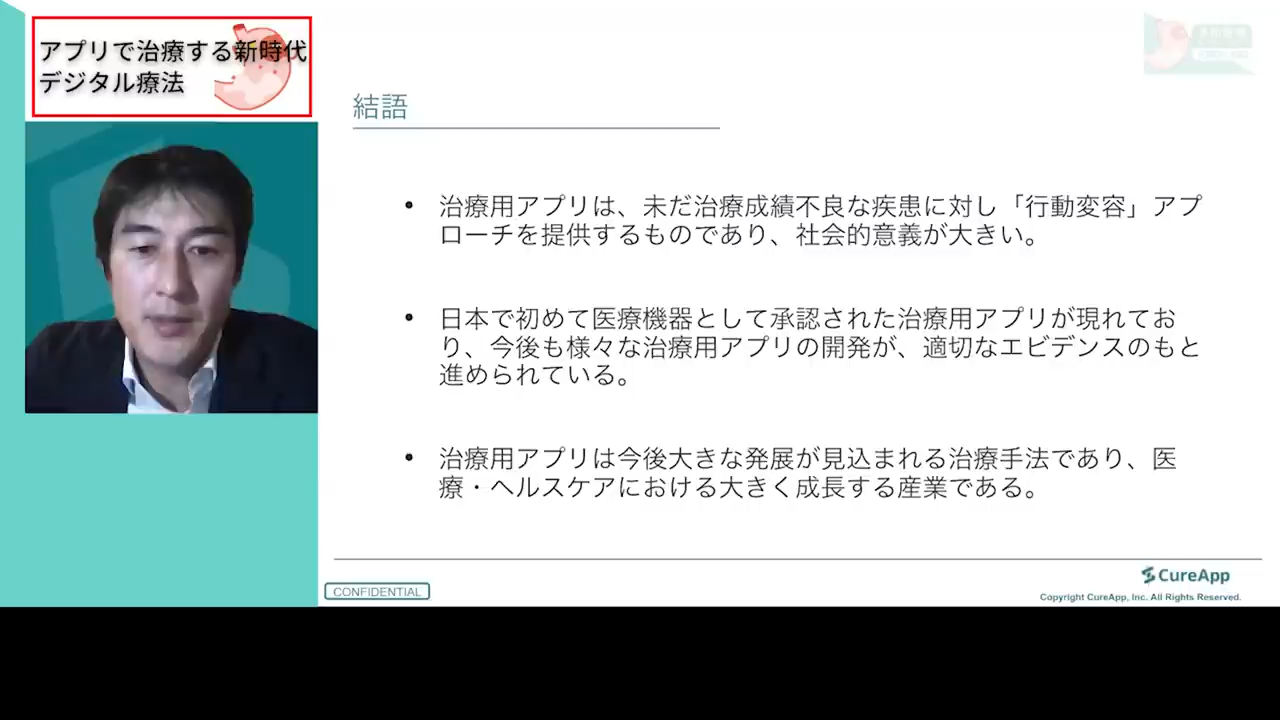 アプリで治療する新時代
デジタル療法
結語
• 治療用アプリは、未だ治療成績不良な疾患に対し「行動変容」アプ
ローチを提供するものであり、社会的意義が大きい。
• 日本で初めて医療機器として承認された治療用アプリが現れてお
り、今後も様々な治療用アプリの開発が、適切なエビデンスのもと
進められている。
• 治療用アプリは今後大きな発展が見込まれる治療手法であり、医
療・ヘルスケアにおける大きく成長する産業である。
CONFIDENTIAL
CureApp
Copyright CureApp, Inc. All Rights Reserved.